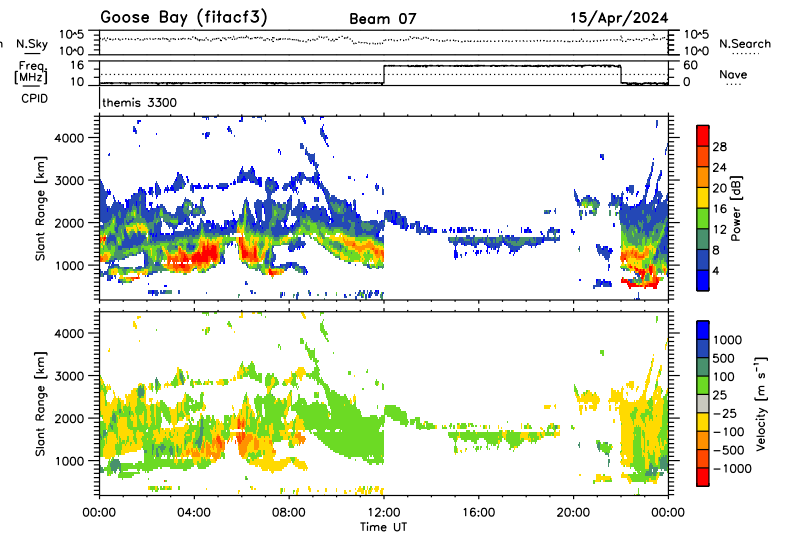 Goose Bay (fitacf3) Beam 07 15/Apr/2024
n N.Sky 10^5 10^5 N.Search
10^0 10^0
Freq. 16 60 Nave
[MHz] 10 0
CPID themis 3300
4000
3000
2000
1000
Slant Range [km]
28
24
20
16
12
8
4
Power [dB]
4000
3000
2000
1000
Slant Range [km]
1000
500
100
25
-25
-100
-500
-1000
Velocity [m s⁻¹]
00:00 04:00 08:00 12:00 16:00 20:00 00:00
Time UT